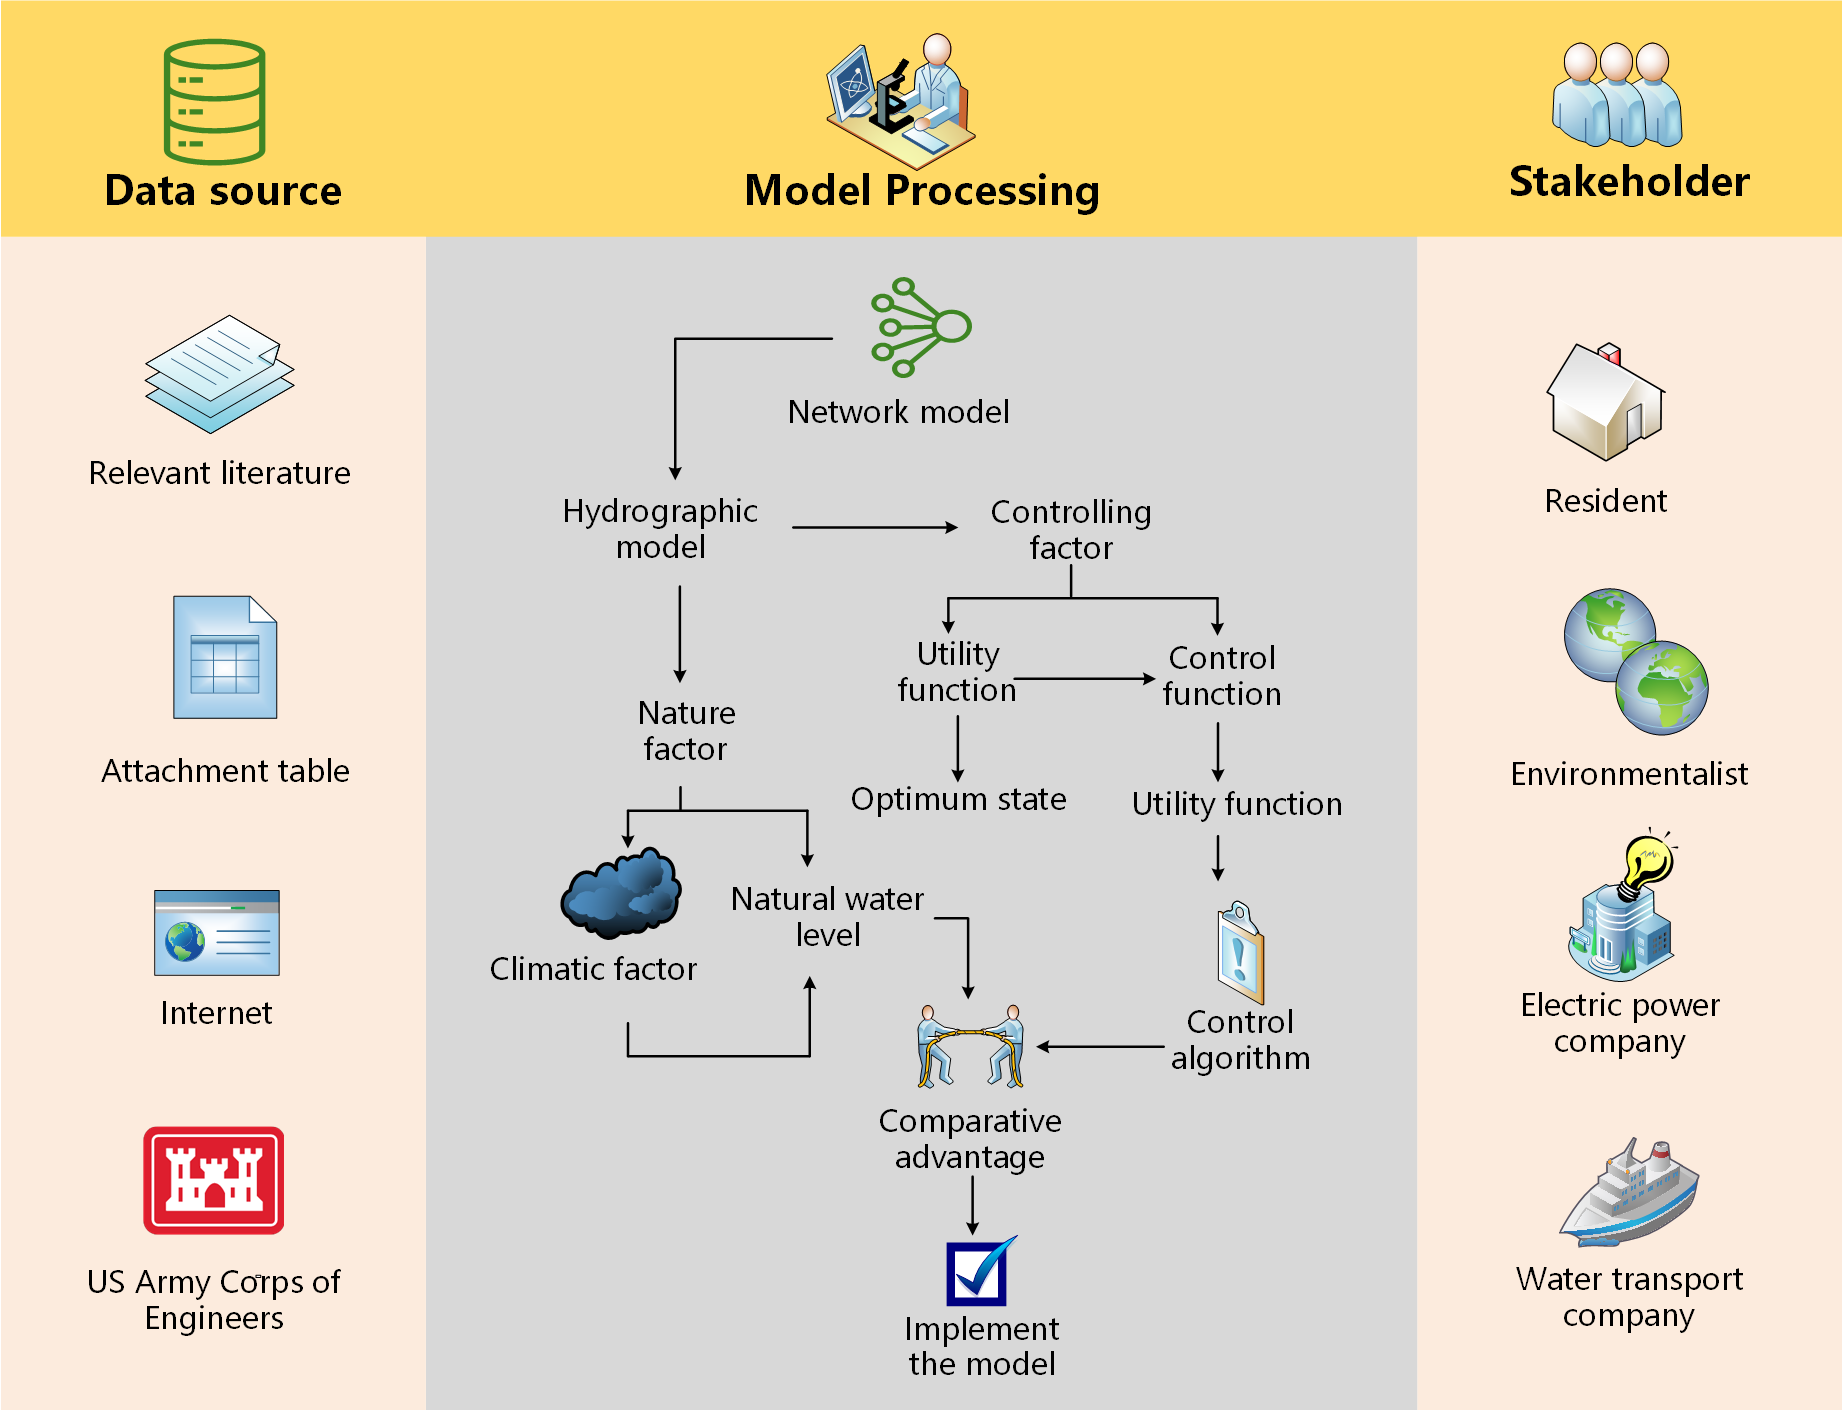 Data source
Model Processing
Stakeholder
Relevant literature
Attachment table
Internet
US Army Corps of
Engineers
Network model
Hydrographic
model
Controlling
factor
Utility
function
Control
function
Nature
factor
Optimum state
Utility function
Climatic factor
Natural water
level
Control
algorithm
Comparative
advantage
Implement
the model
Resident
Environmentalist
Electric power
company
Water transport
company